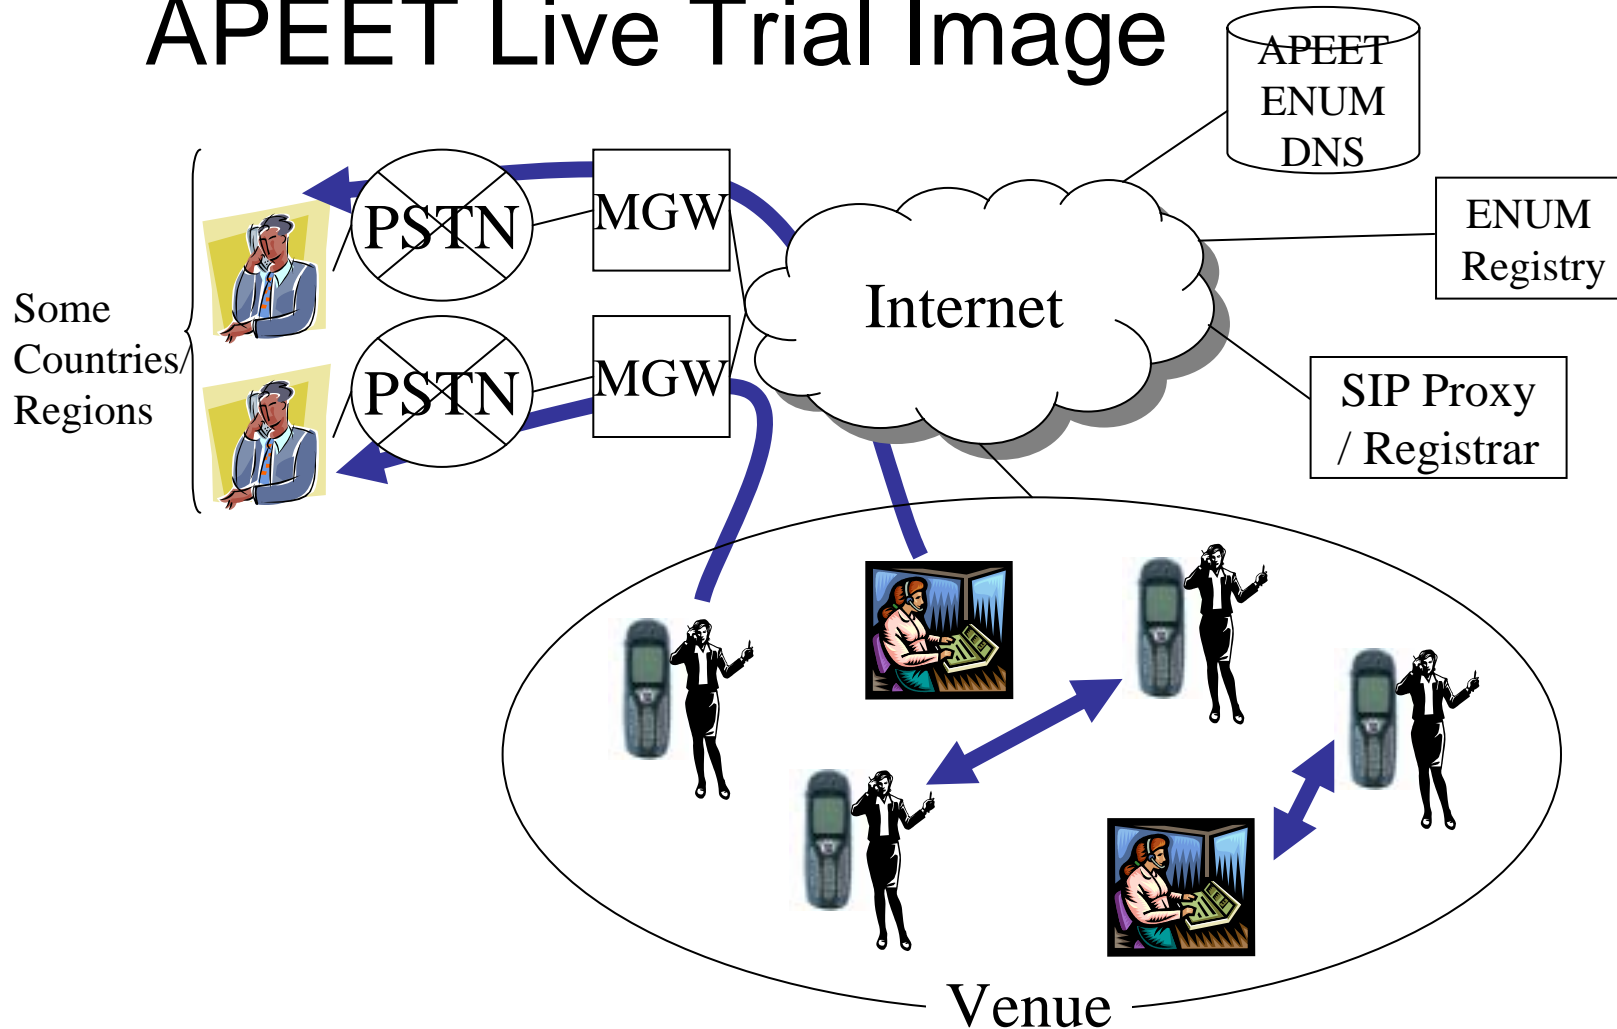 APEET Live Trial Image
APEET
ENUM
DNS
PSTN
MGW
ENUM
Registry
Internet
Some
Countries/
Regions
PSTN
MGW
SIP Proxy
/ Registrar
Venue